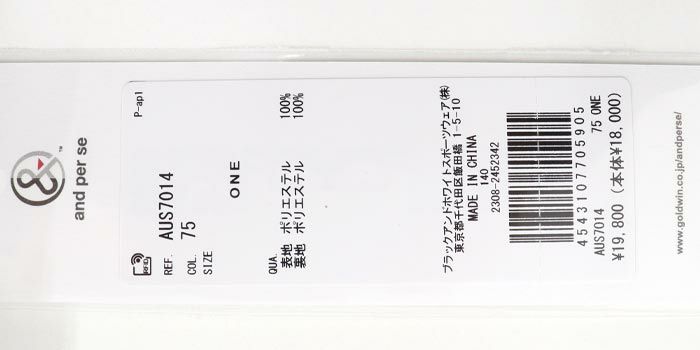 and per se
™
RFID
P-apl
REF. AUS7014
COL. 75
SIZE
ONE
QUA.
表地 ポリエステル 100%
裏地 ポリエステル 100%
ブラックアンドホワイトスポーツウェア(株)
東京都千代田区飯田橋 1-5-10
MADE IN CHINA
140
2308-2452342
4543107705905
AUS7014 75 ONE
¥19,800 (本体¥18,000)
www.goldwin.co.jp/andperse/